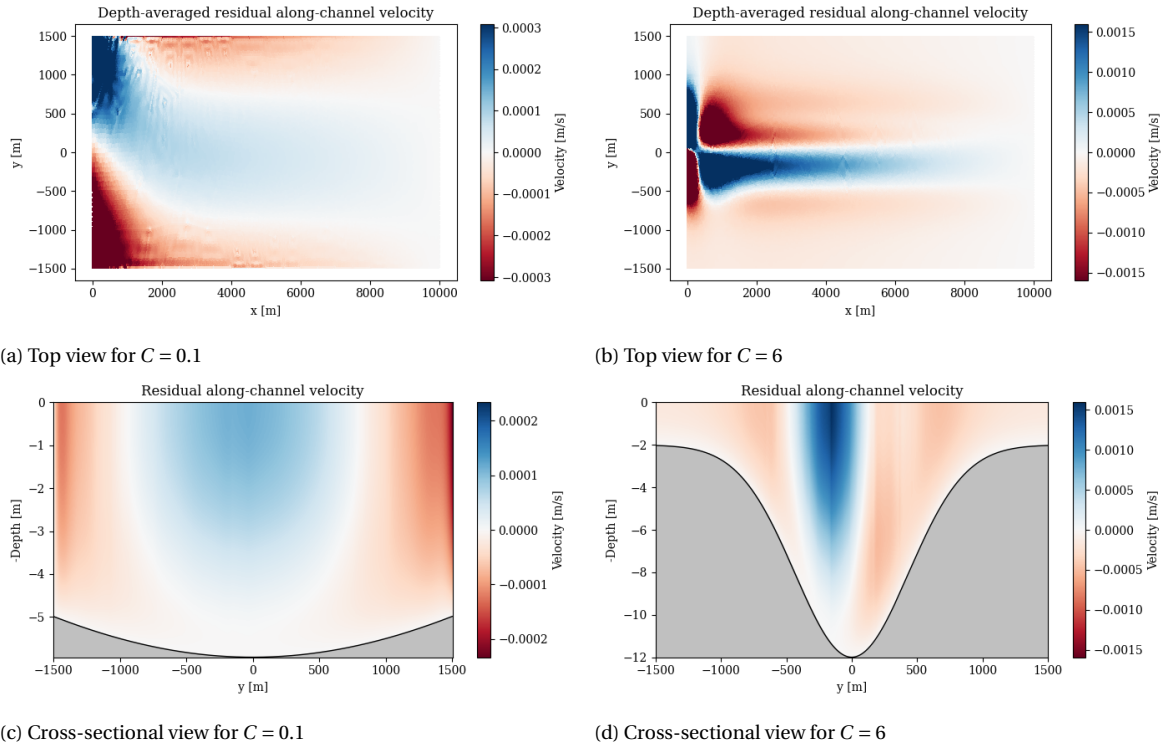 Depth-averaged residual along-channel velocity
1500
1000
500
0
−500
−1000
−1500
y [m]
0 2000 4000 6000 8000 10000
x [m]
0.0003
0.0002
0.0001
0.0000
−0.0001
−0.0002
−0.0003
Velocity [m/s]
(a) Top view for C = 0.1
Depth-averaged residual along-channel velocity
1500
1000
500
0
−500
−1000
−1500
y [m]
0 2000 4000 6000 8000 10000
x [m]
0.0015
0.0010
0.0005
0.0000
−0.0005
−0.0010
−0.0015
Velocity [m/s]
(b) Top view for C = 6
Residual along-channel velocity
0
−1
−2
−3
−4
−5
-Depth [m]
−1500 −1000 −500 0 500 1000 1500
y [m]
0.0002
0.0001
0.0000
−0.0001
−0.0002
Velocity [m/s]
(c) Cross-sectional view for C = 0.1
Residual along-channel velocity
0
−2
−4
−6
−8
−10
−12
-Depth [m]
−1500 −1000 −500 0 500 1000 1500
y [m]
0.0015
0.0010
0.0005
0.0000
−0.0005
−0.0010
−0.0015
Velocity [m/s]
(d) Cross-sectional view for C = 6